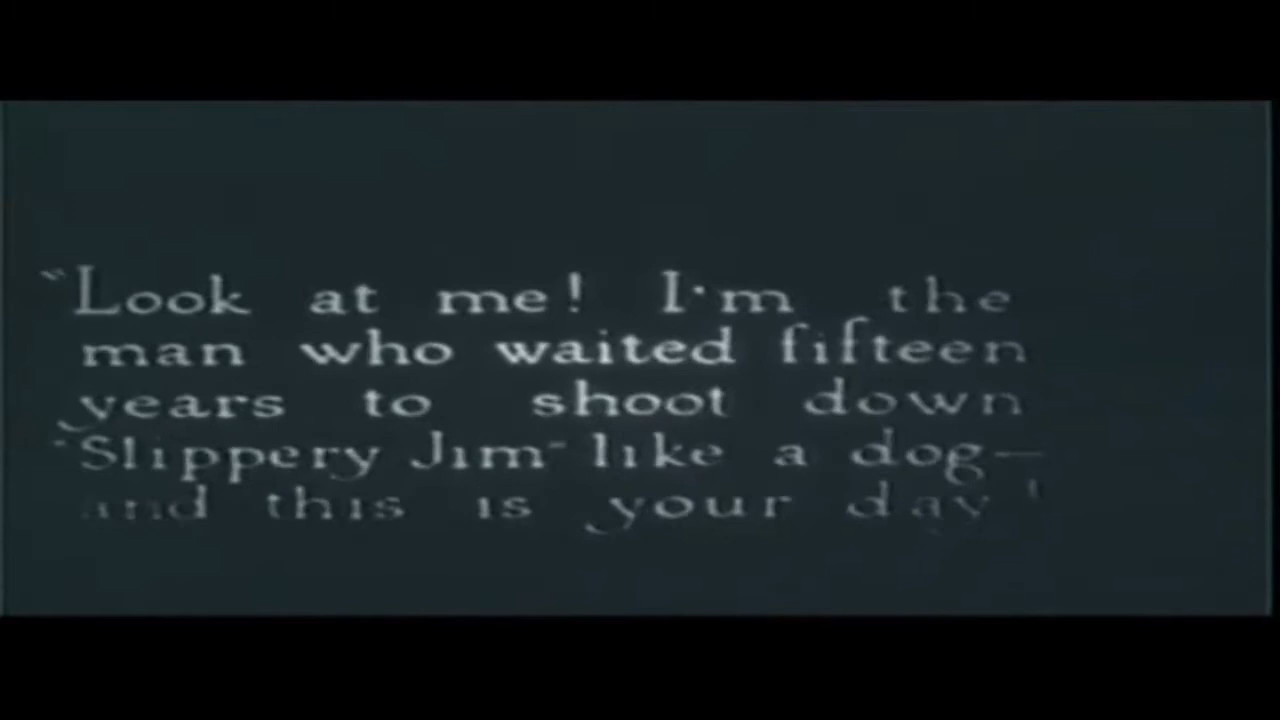 "Look at me! I'm the
man who waited fifteen
years to shoot down
"Slippery Jim" like a dog—
and this is your day!